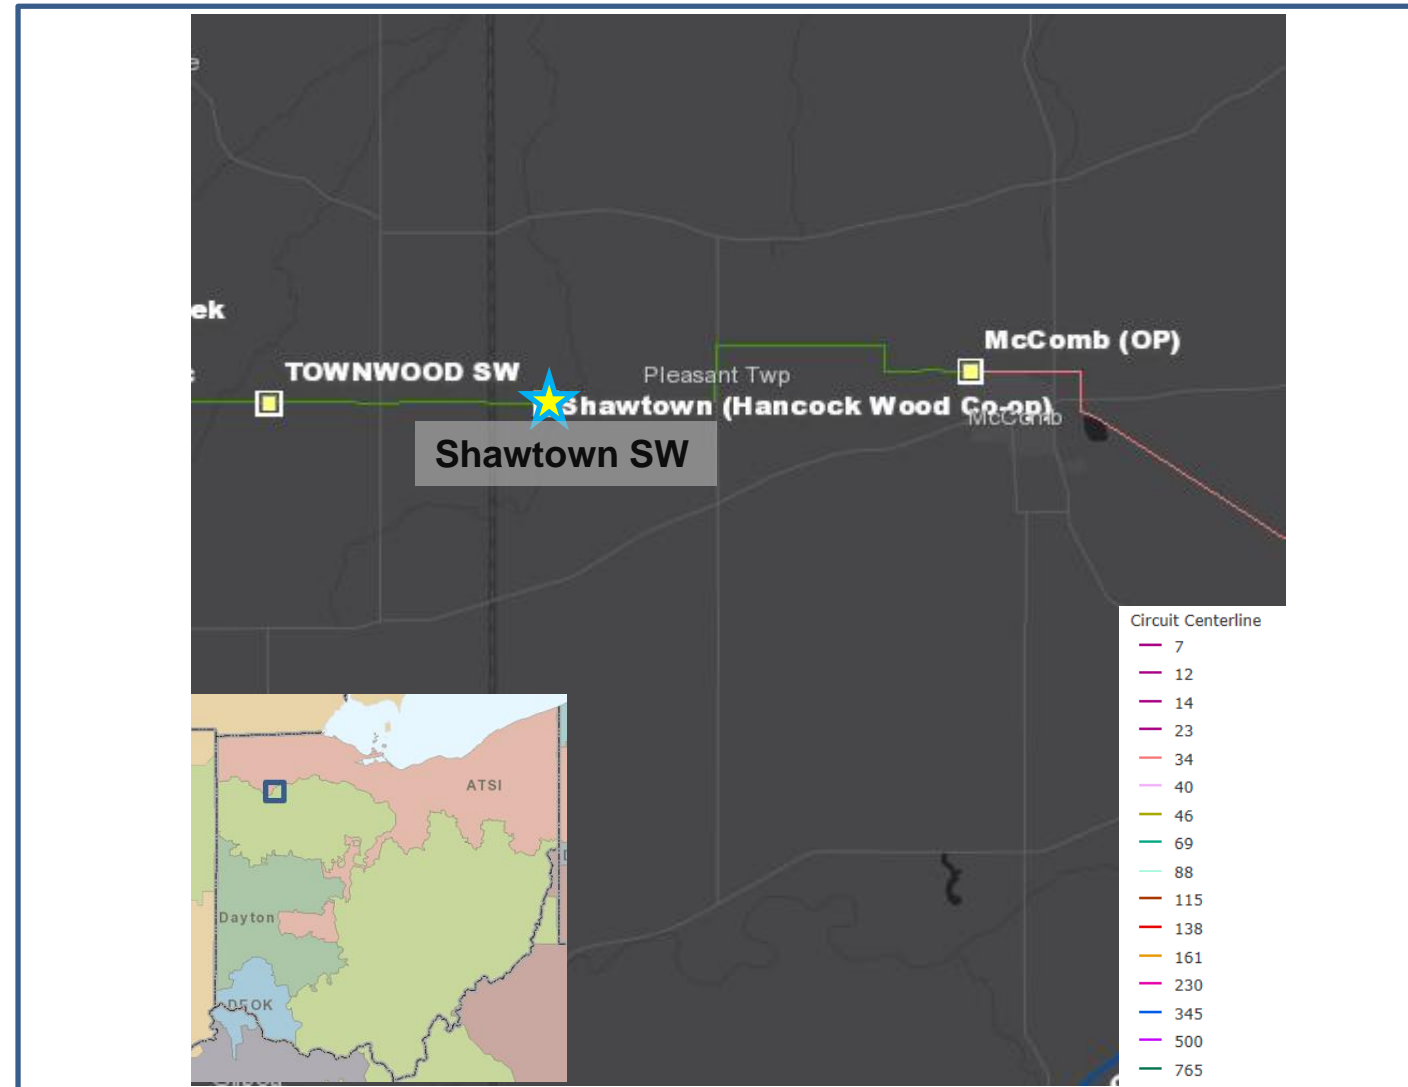 ek
TOWNWOOD SW
McComb (OP)
Pleasant Twp
Shawtown (Hancock Wood Co-op)
McComb
Shawtown SW
Circuit Centerline
7
12
14
23
34
40
46
69
88
115
138
161
230
345
500
765
ATSI
Dayton
DEOK